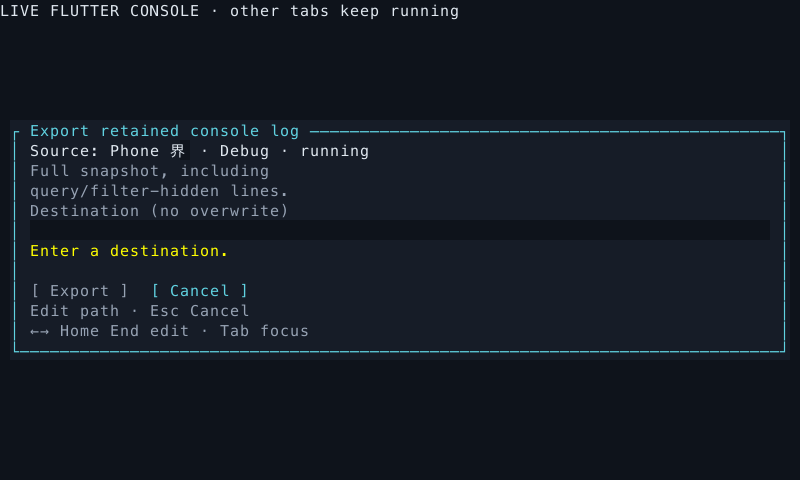 LIVE FLUTTER CONSOLE · other tabs keep running
Export retained console log
Source: Phone 界 · Debug · running
Full snapshot, including
query/filter-hidden lines.
Destination (no overwrite)
Enter a destination.
[ Export ] [ Cancel ]
Edit path · Esc Cancel
←→ Home End edit · Tab focus